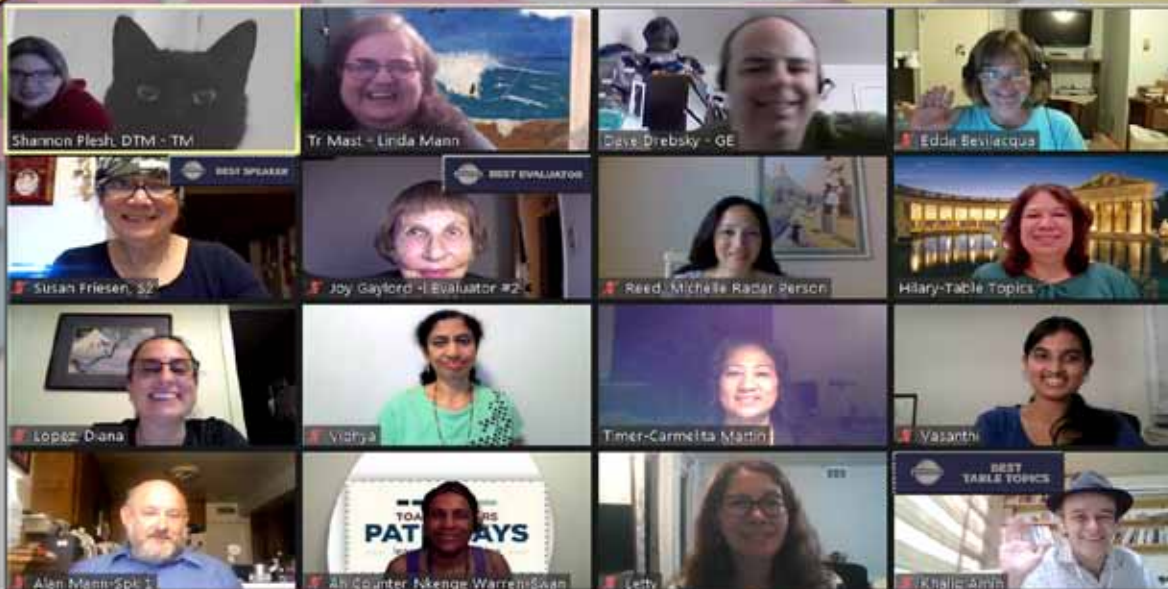 Shannon Plesh, DTM - TM
Tr Mast - Linda Mann
Dave Drebsky - GE
Edda Bevilacqua
BEST SPEAKER
Susan Friesen, S2
BEST EVALUATOR
Joy Gaylord -I Evaluator #2
Reed, Michelle Radar Person
Hilary-Table Topics
Lopez, Diana
Vidhya
Timer-Carmelita Martin
Vasanthi
Alan Mann-Spk 1
PATHWAYS
Ah Counter Nkenge Warren-Swan
Letty
BEST
TABLE TOPICS
Khalid Amin